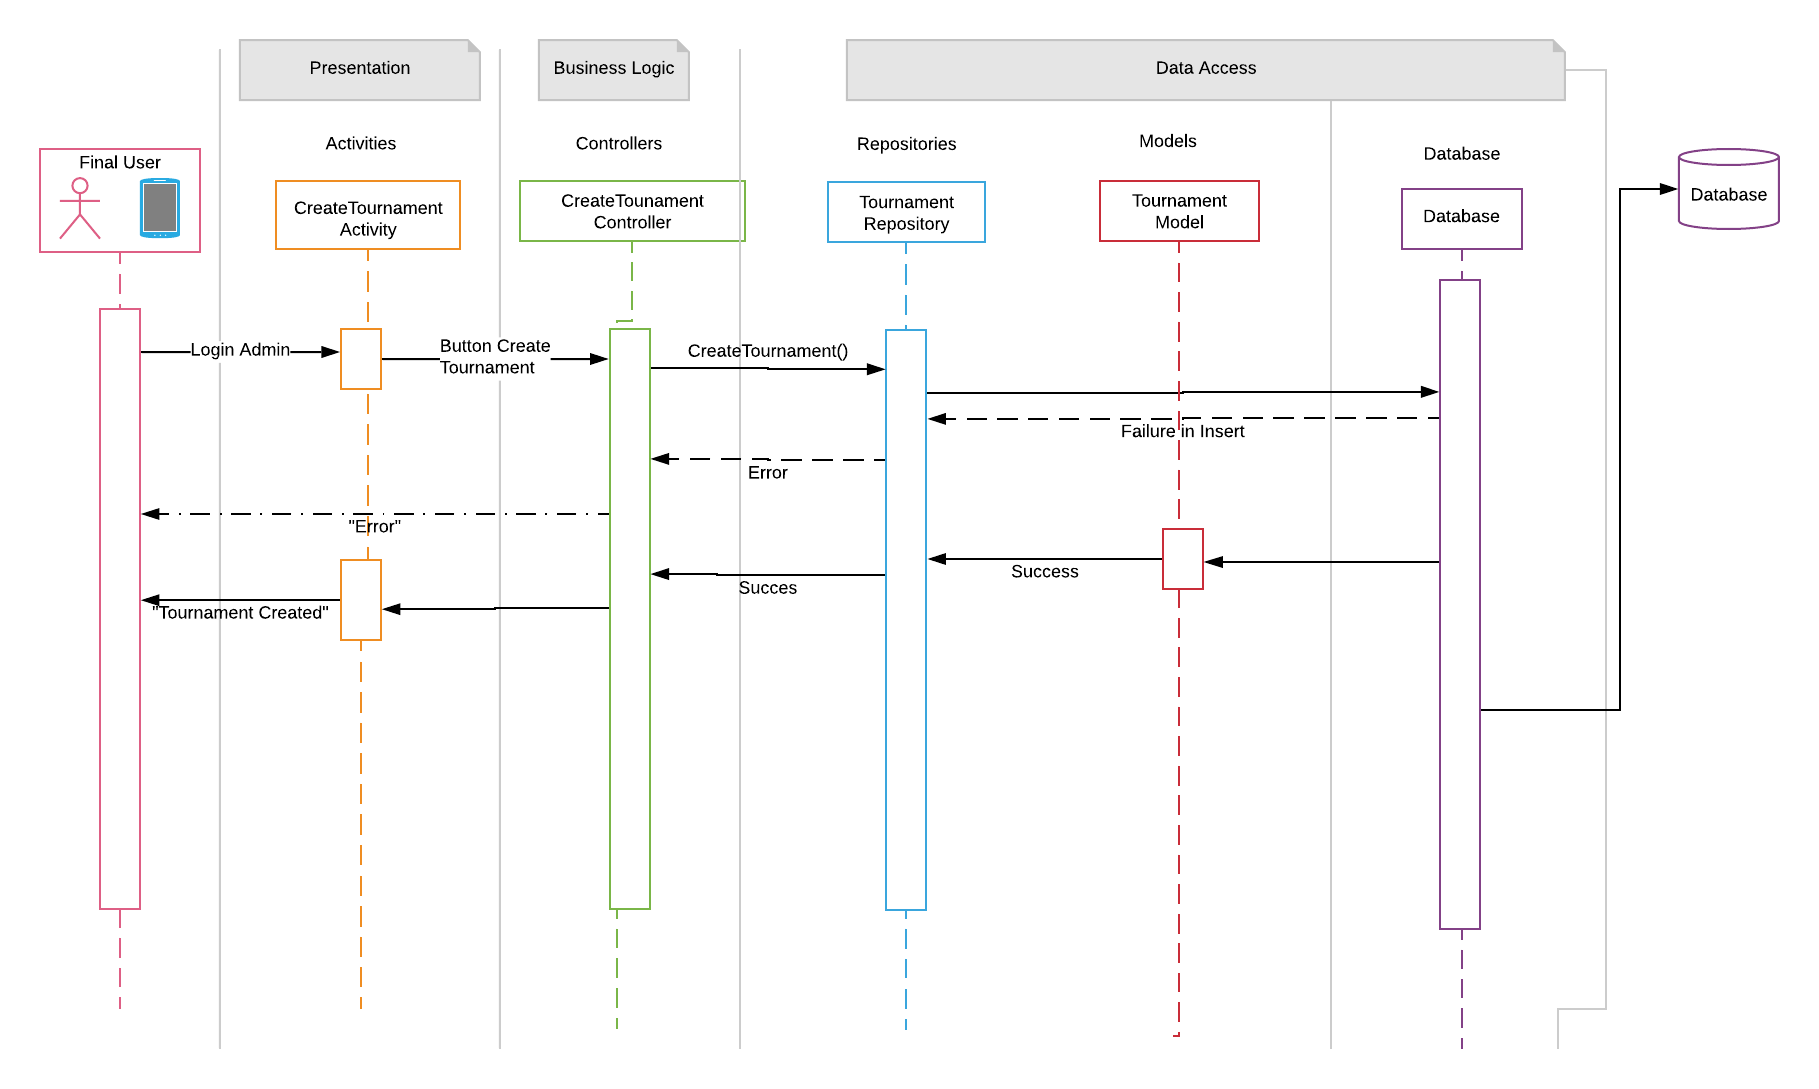 Presentation
Business Logic
Data Access
Activities
Controllers
Repositories
Models
Database
Final User
CreateTournament
Activity
CreateTounament
Controller
Tournament
Repository
Tournament
Model
Database
Database
Login Admin
Button Create
Tournament
CreateTournament()
Failure in Insert
Error
"Error"
Success
Succes
"Tournament Created"